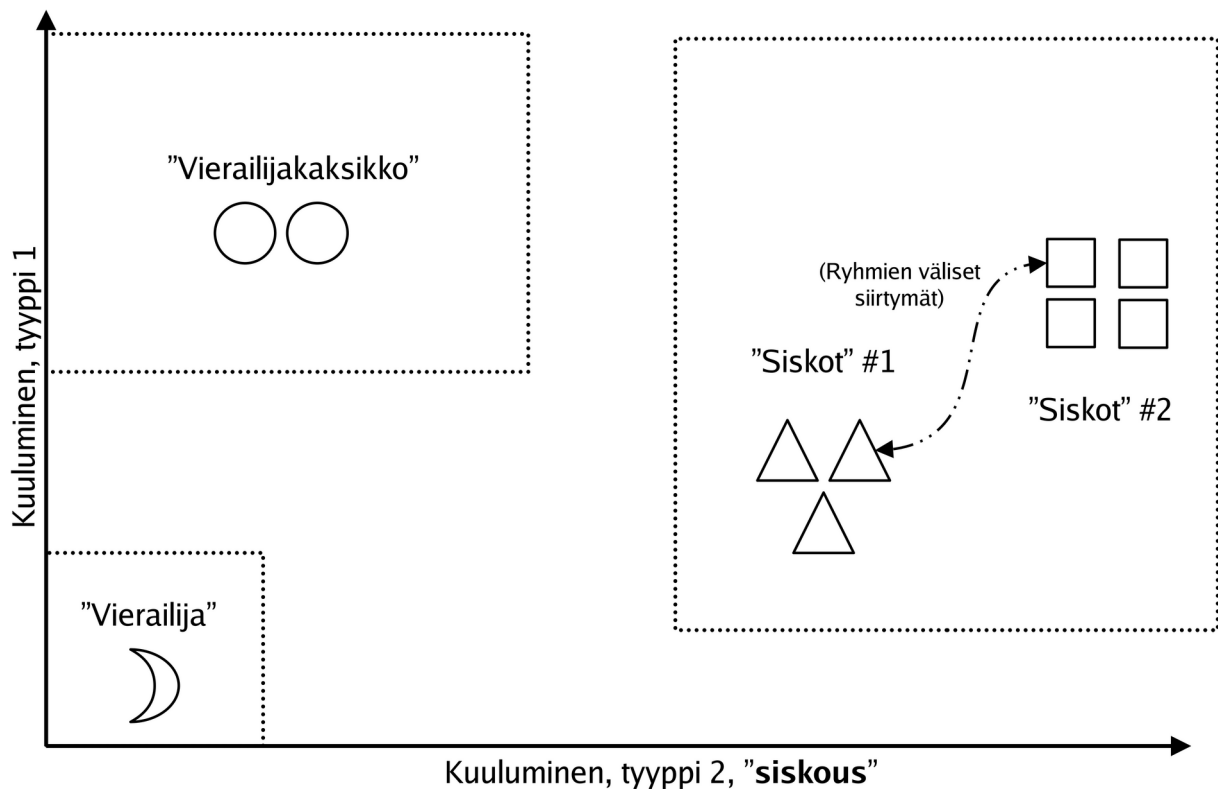 Kuuluminen, tyyppi 1
”Vierailijakaksikko”
(Ryhmien väliset
siirtymät)
”Siskot” #1
”Siskot” #2
”Vierailija”
Kuuluminen, tyyppi 2, ”siskous”